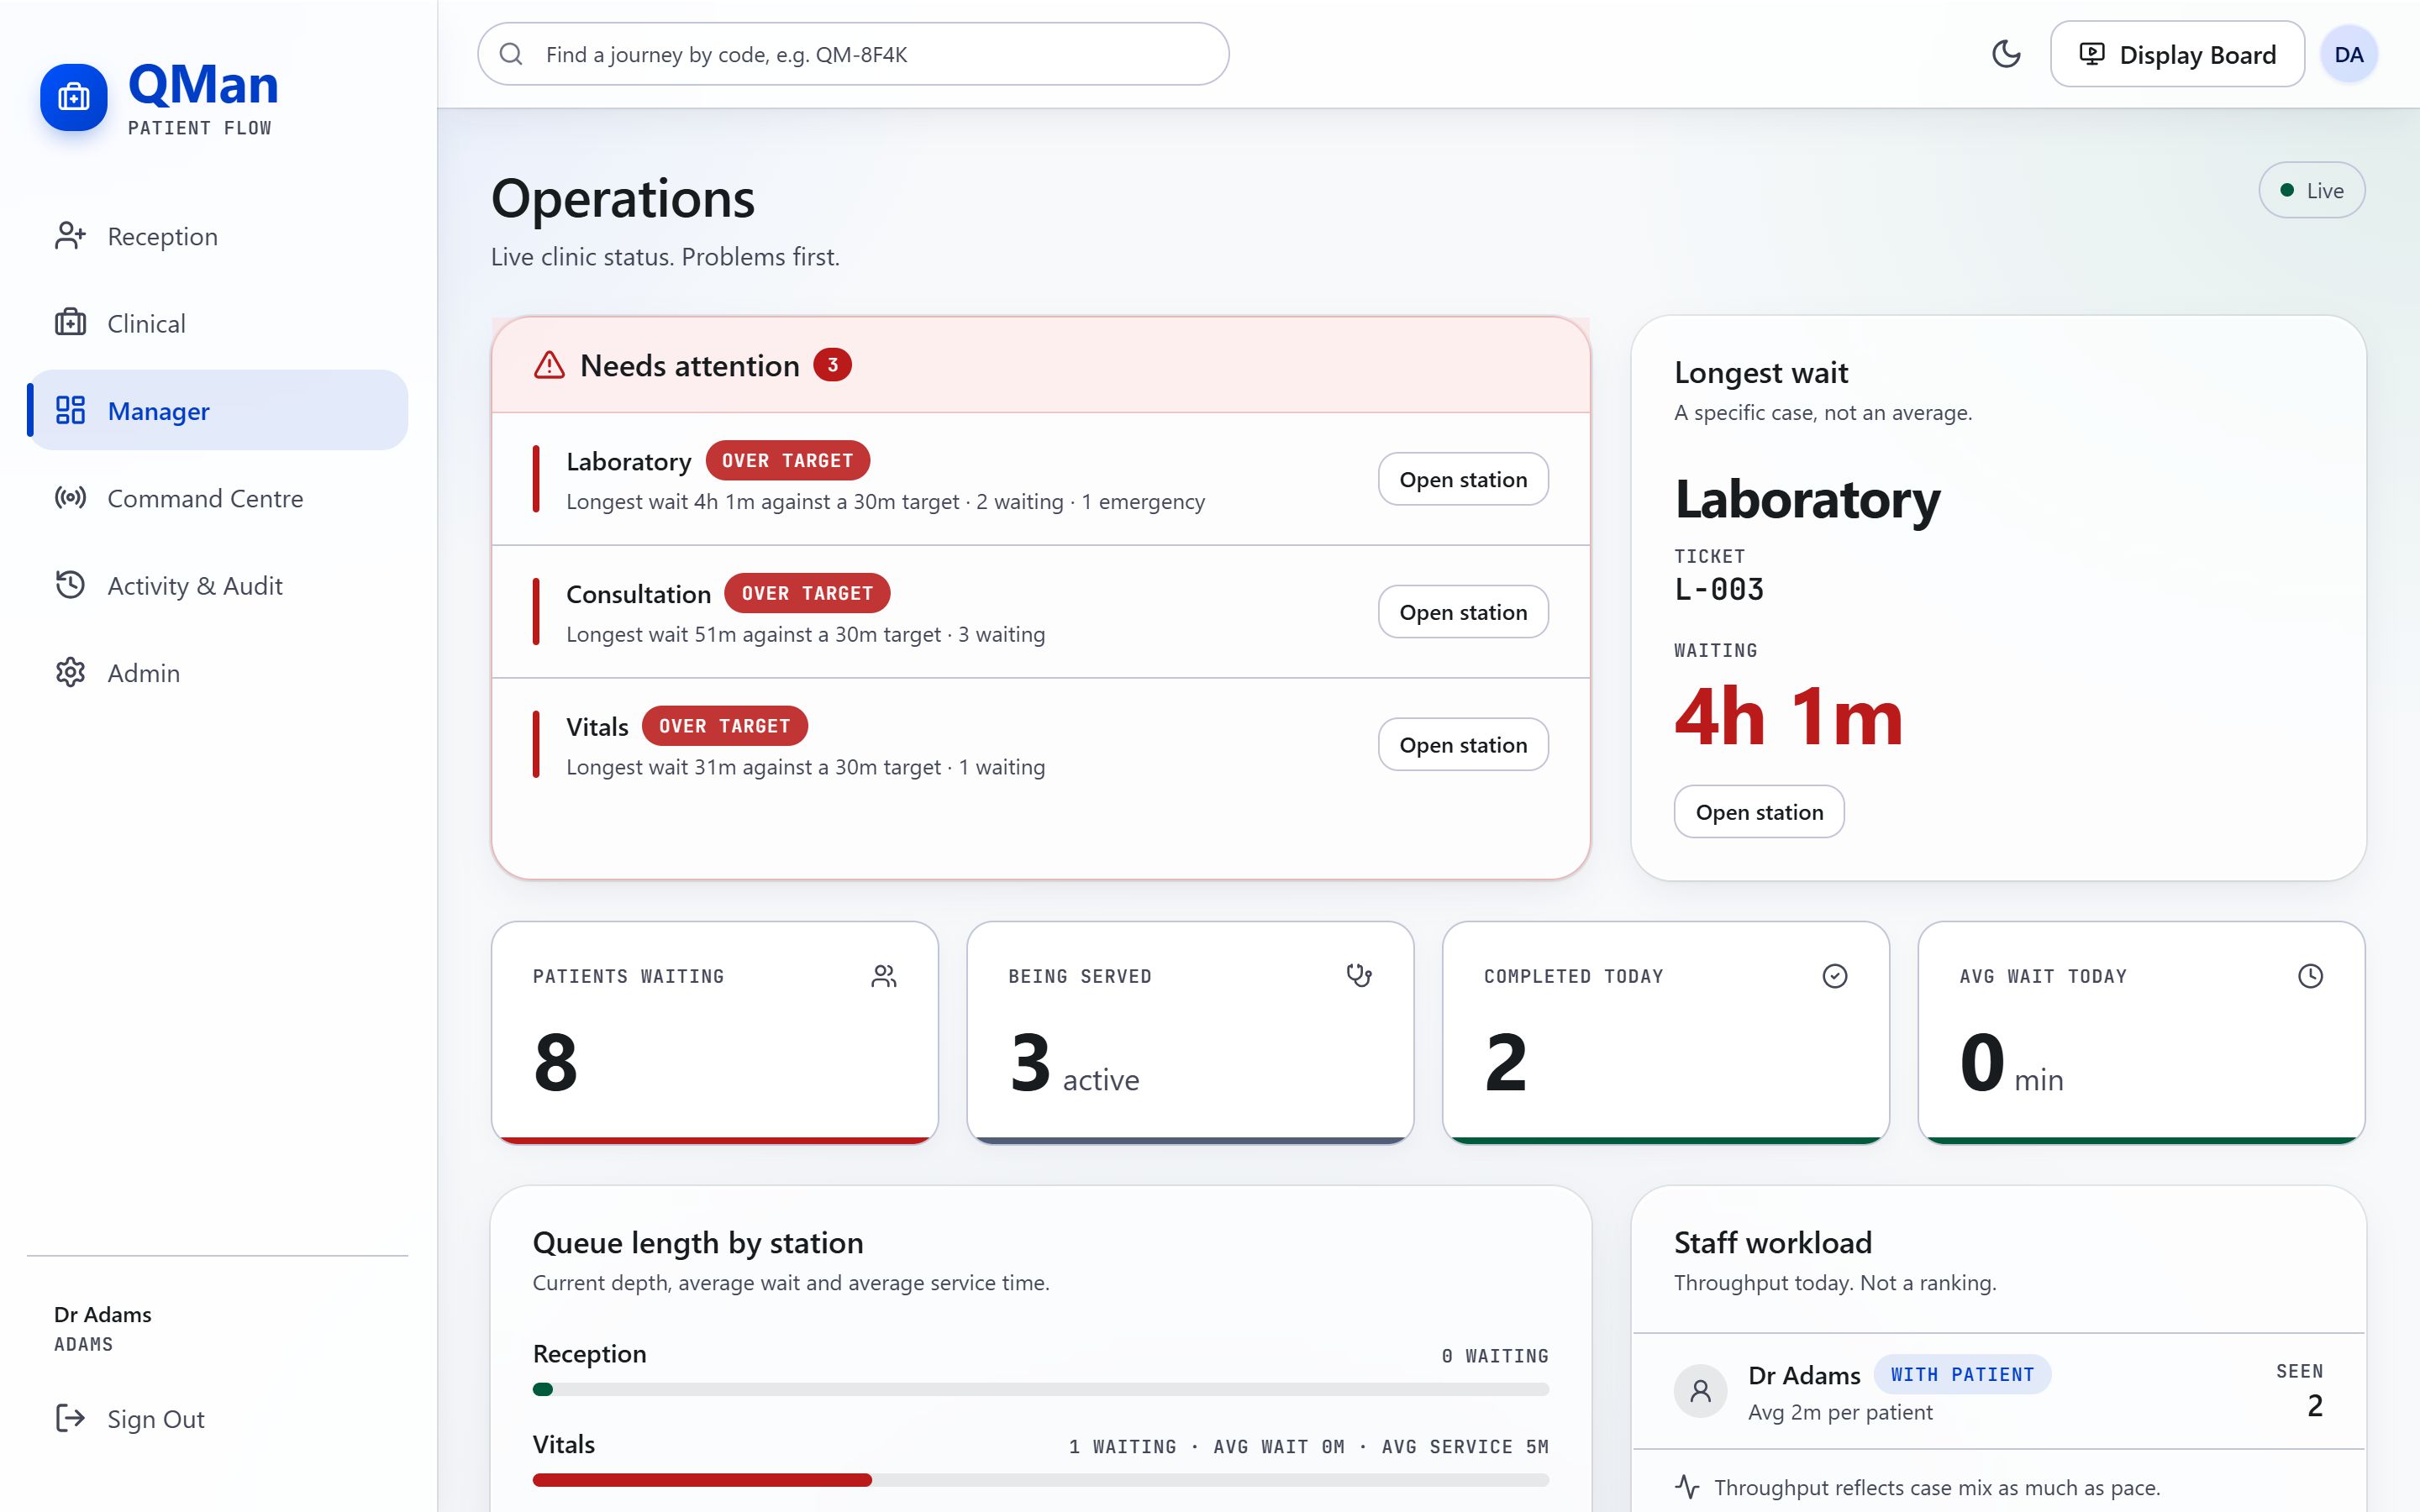 QMan
PATIENT FLOW
Reception
Clinical
Manager
Command Centre
Activity & Audit
Admin
Dr Adams
ADAMS
Sign Out
Find a journey by code, e.g. QM-8F4K
Display Board
DA
Operations
Live clinic status. Problems first.
Live
Needs attention 3
Laboratory OVER TARGET
Longest wait 4h 1m against a 30m target · 2 waiting · 1 emergency
Open station
Consultation OVER TARGET
Longest wait 51m against a 30m target · 3 waiting
Open station
Vitals OVER TARGET
Longest wait 31m against a 30m target · 1 waiting
Open station
Longest wait
A specific case, not an average.
Laboratory
TICKET
L-003
WAITING
4h 1m
Open station
PATIENTS WAITING
8
BEING SERVED
3 active
COMPLETED TODAY
2
AVG WAIT TODAY
0 min
Queue length by station
Current depth, average wait and average service time.
Reception 0 WAITING
Vitals 1 WAITING · AVG WAIT 0M · AVG SERVICE 5M
Staff workload
Throughput today. Not a ranking.
Dr Adams WITH PATIENT
Avg 2m per patient
SEEN
2
Throughput reflects case mix as much as pace.